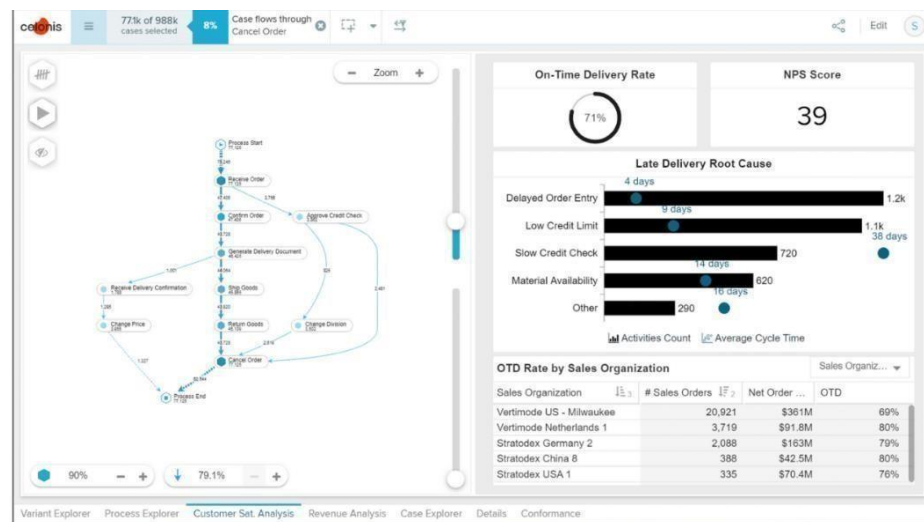 celonis
77.1k of 988k
cases selected
8%
Case flows through
Cancel Order
Edit
S
Zoom
Process Start
77,125
Receive Order
77,125
Confirm Order
Approve Credit Check
Generate Delivery Document
Receive Delivery Confirmation
Ship Goods
Change Price
Return Goods
Change Division
Cancel Order
77,125
Process End
77,125
90%
79.1%
On-Time Delivery Rate
71%
NPS Score
39
Late Delivery Root Cause
4 days
Delayed Order Entry
1.2k
9 days
Low Credit Limit
1.1k
38 days
Slow Credit Check
720
14 days
Material Availability
620
16 days
Other
290
Activities Count
Average Cycle Time
OTD Rate by Sales Organization
Sales Organiz...
Sales Organization # Sales Orders Net Order ... OTD
Vertimode US - Milwaukee 20,921 $361M 69%
Vertimode Netherlands 1 3,719 $91.8M 80%
Stratodex Germany 2 2,088 $163M 79%
Stratodex China 8 388 $42.5M 80%
Stratodex USA 1 335 $70.4M 76%
Variant Explorer Process Explorer Customer Sat. Analysis Revenue Analysis Case Explorer Details Conformance